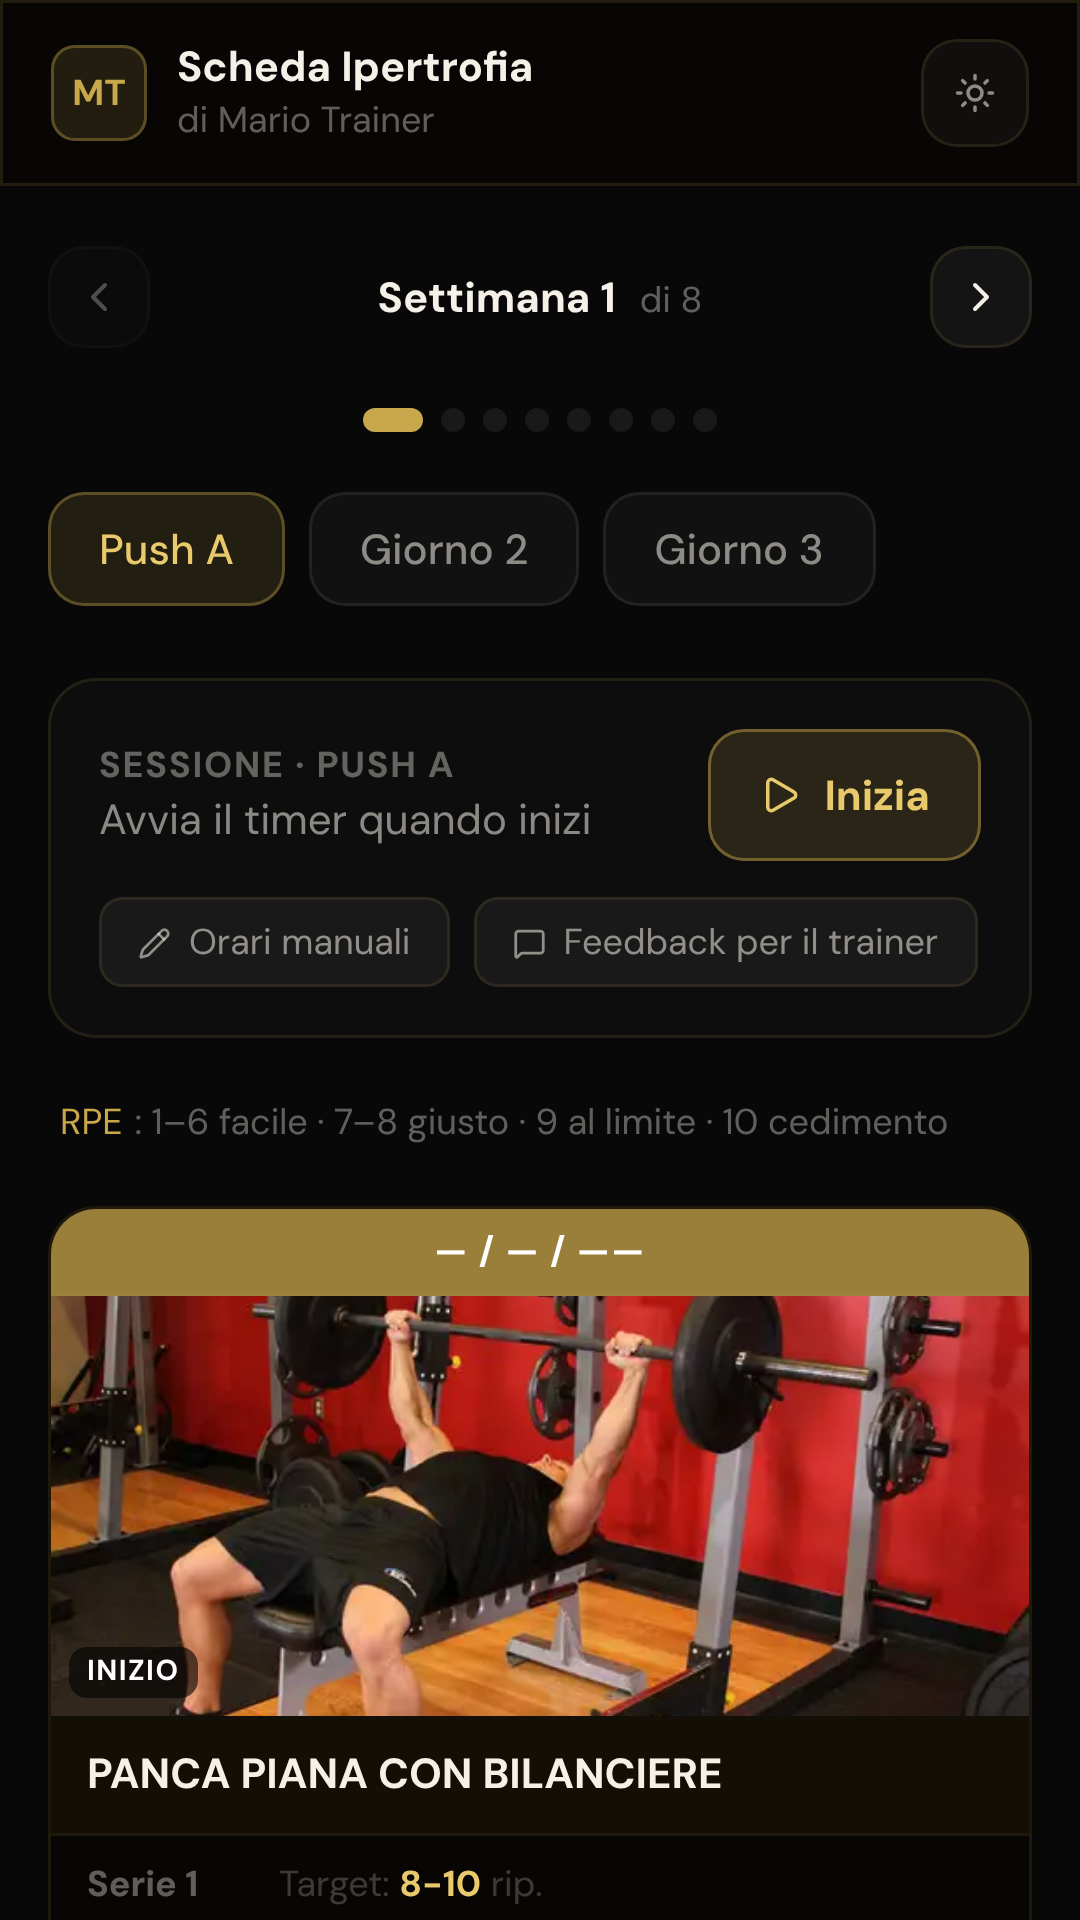 MT
Scheda Ipertrofia
di Mario Trainer
Settimana 1 di 8
Push A
Giorno 2
Giorno 3
SESSIONE · PUSH A
Avvia il timer quando inizi
Inizia
Orari manuali
Feedback per il trainer
RPE : 1–6 facile · 7–8 giusto · 9 al limite · 10 cedimento
— / — / ——
INIZIO
PANCA PIANA CON BILANCIERE
Serie 1 Target: 8-10 rip.